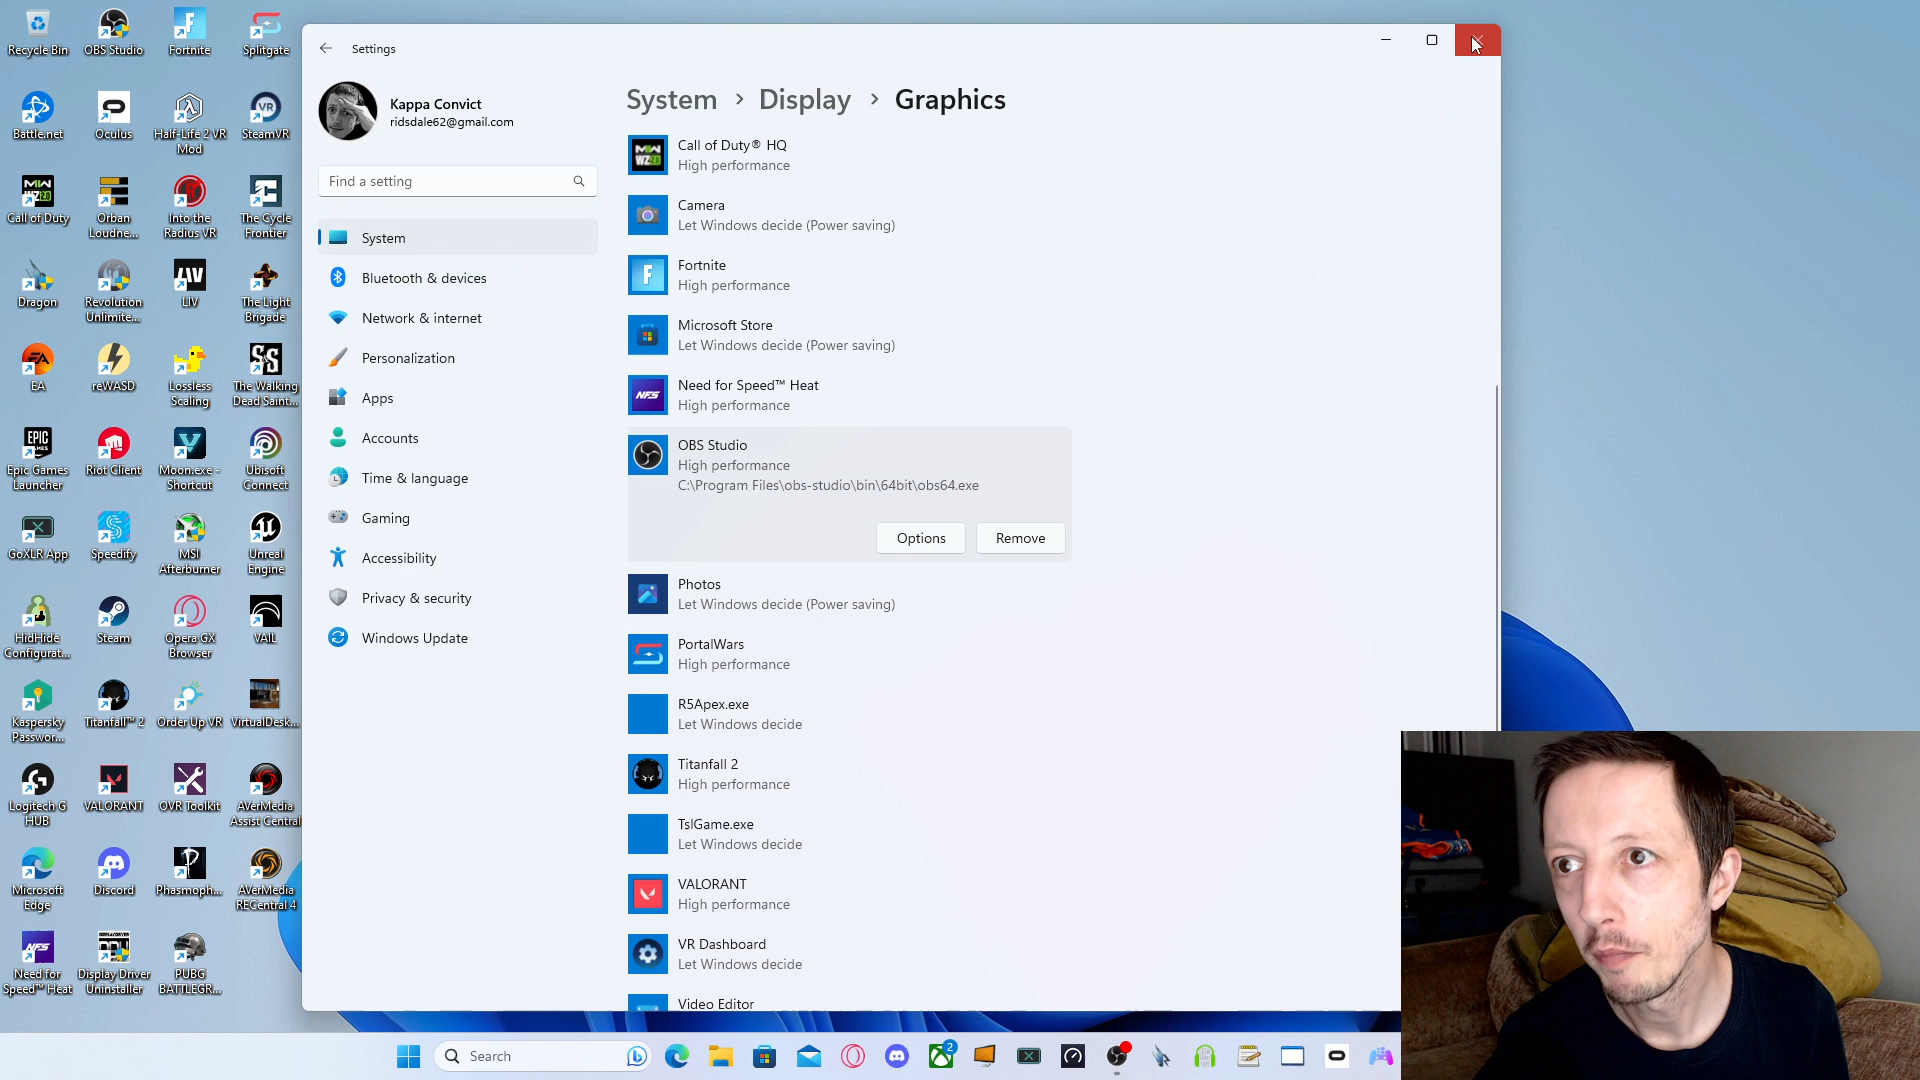 Recycle Bin
OBS Studio
Fortnite
Splitgate
Battle.net
Oculus
Half-Life 2 VR
Mod
SteamVR
Call of Duty
Orban
Loudne...
Into the
Radius VR
The Cycle
Frontier
Dragon
Revolution
Unlimite...
LIV
The Light
Brigade
EA
reWASD
Lossless
Scaling
The Walking
Dead Saint...
Epic Games
Launcher
Riot Client
Moon.exe -
Shortcut
Ubisoft
Connect
GoXLR App
Speedify
MSI
Afterburner
Unreal
Engine
HidHide
Configurat...
Steam
Opera GX
Browser
VAIL
Kaspersky
Passwor...
Titanfall™ 2
Order Up VR
VirtualDesk...
Logitech G
HUB
VALORANT
OVR Toolkit
AVerMedia
Assist Central
Microsoft
Edge
Discord
Phasmoph...
AVerMedia
RECentral 4
Need for
Speed™ Heat
Display Driver
Uninstaller
PUBG
BATTLEGR...
Settings
Kappa Convict
ridsdale62@gmail.com
Find a setting
System
Bluetooth & devices
Network & internet
Personalization
Apps
Accounts
Time & language
Gaming
Accessibility
Privacy & security
Windows Update
System > Display > Graphics
Call of Duty® HQ
High performance
Camera
Let Windows decide (Power saving)
Fortnite
High performance
Microsoft Store
Let Windows decide (Power saving)
Need for Speed™ Heat
High performance
OBS Studio
High performance
C:\Program Files\obs-studio\bin\64bit\obs64.exe
Options
Remove
Photos
Let Windows decide (Power saving)
PortalWars
High performance
R5Apex.exe
Let Windows decide
Titanfall 2
High performance
TslGame.exe
Let Windows decide
VALORANT
High performance
VR Dashboard
Let Windows decide
Video Editor
Search
2